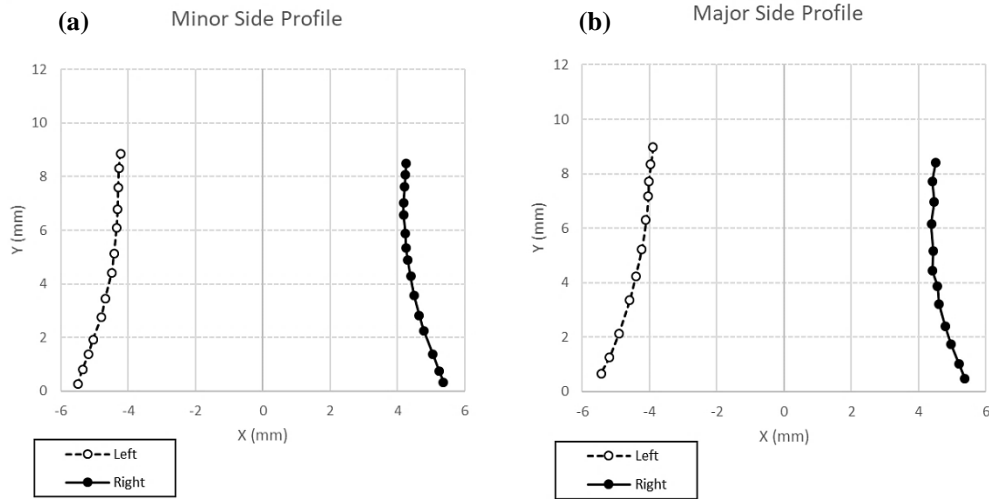 (a)
Minor Side Profile
12
10
8
6
4
2
0
-6 -4 -2 0 2 4 6
Y (mm)
X (mm)
Left
Right
(b)
Major Side Profile
12
10
8
6
4
2
0
-6 -4 -2 0 2 4 6
Y (mm)
X (mm)
Left
Right